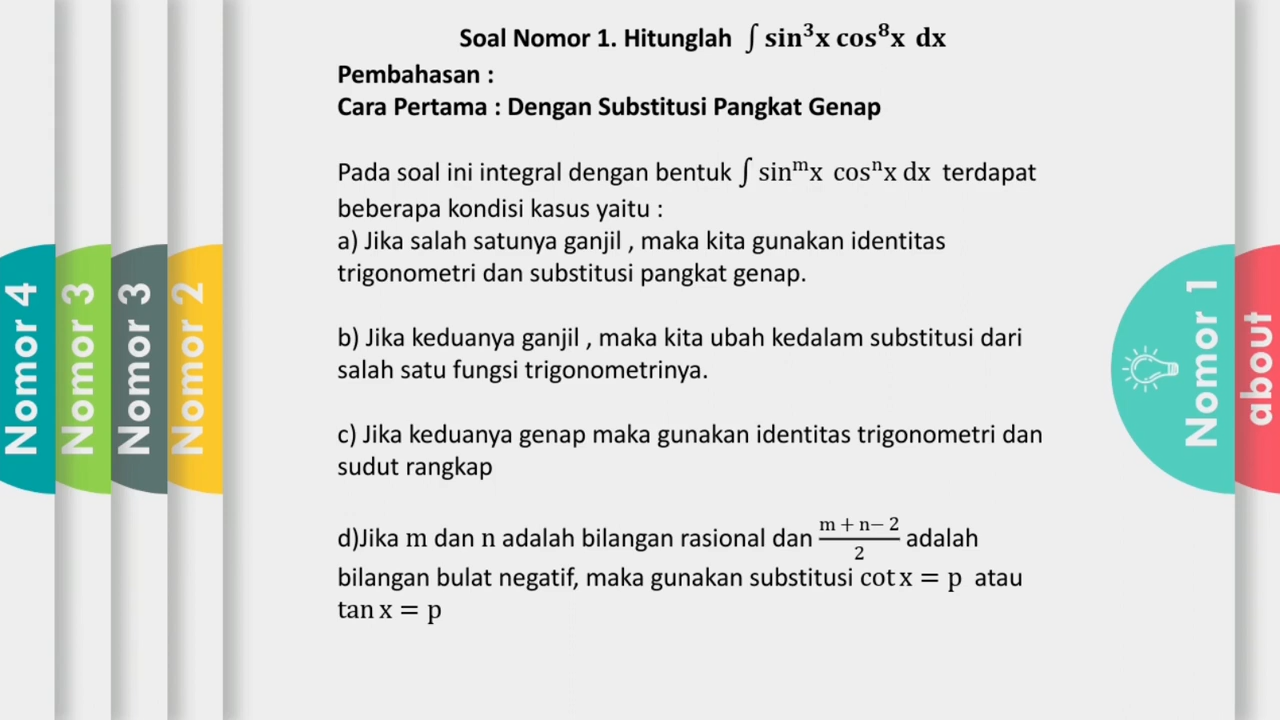 Soal Nomor 1. Hitunglah ∫ sin³x cos⁸x dx
Pembahasan :
Cara Pertama : Dengan Substitusi Pangkat Genap
Pada soal ini integral dengan bentuk ∫ sinᵐx cosⁿx dx terdapat
beberapa kondisi kasus yaitu :
a) Jika salah satunya ganjil , maka kita gunakan identitas
trigonometri dan substitusi pangkat genap.
b) Jika keduanya ganjil , maka kita ubah kedalam substitusi dari
salah satu fungsi trigonometrinya.
c) Jika keduanya genap maka gunakan identitas trigonometri dan
sudut rangkap
d)Jika m dan n adalah bilangan rasional dan (m + n− 2)/2 adalah
bilangan bulat negatif, maka gunakan substitusi cot x = p atau
tan x = p
Nomor 4
Nomor 3
Nomor 3
Nomor 2
Nomor 1
about